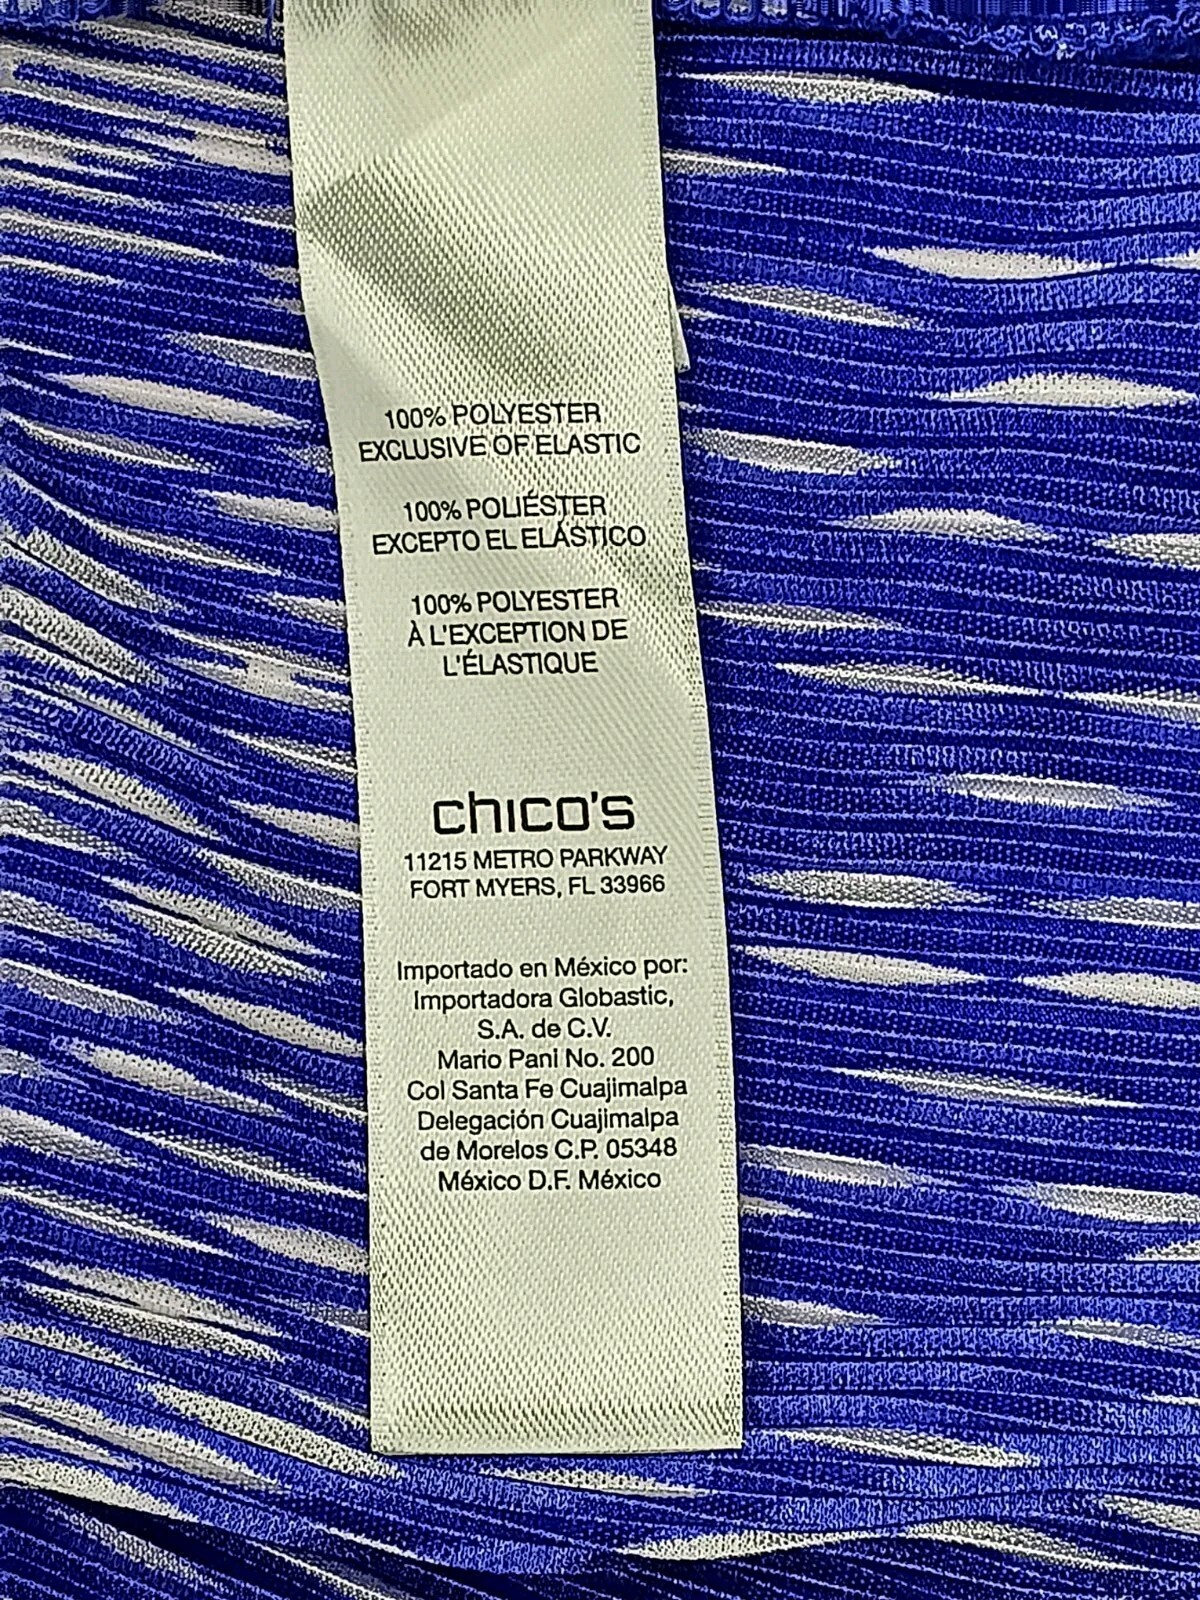 100% POLYESTER
EXCLUSIVE OF ELASTIC
100% POLIÉSTER
EXCEPTO EL ELÁSTICO
100% POLYESTER
À L'EXCEPTION DE
L'ÉLASTIQUE
chico's
11215 METRO PARKWAY
FORT MYERS, FL 33966
Importado en México por:
Importadora Globastic,
S.A. de C.V.
Mario Pani No. 200
Col Santa Fe Cuajimalpa
Delegación Cuajimalpa
de Morelos C.P. 05348
México D.F. México